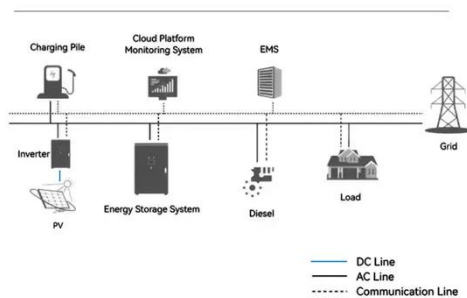 Charging Pile
Cloud Platform
Monitoring System
EMS
Grid
Inverter
PV
Energy Storage System
Diesel
Load
DC Line
AC Line
Communication Line